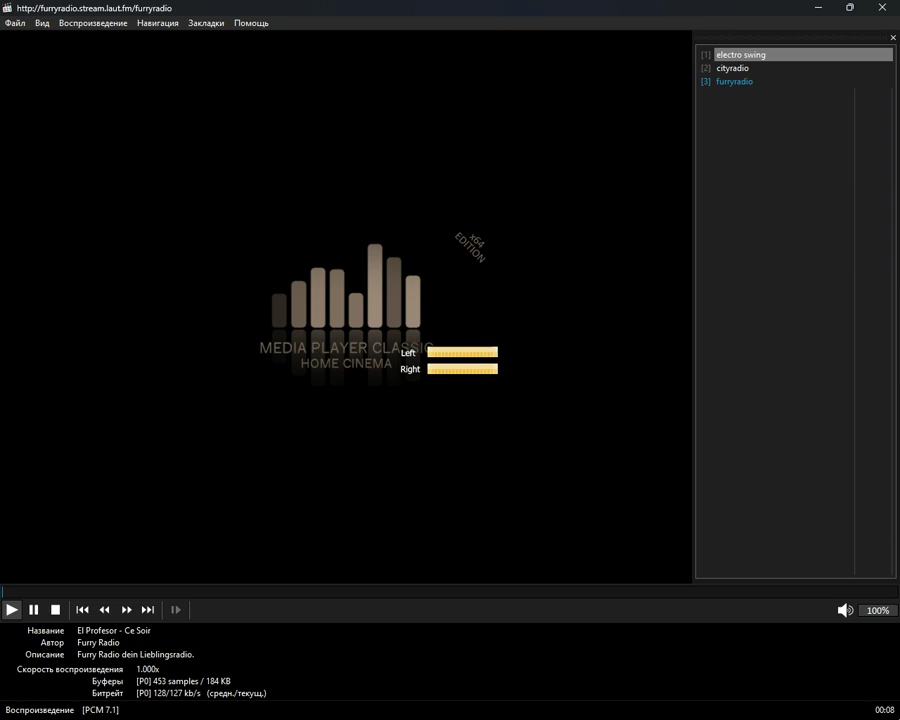 http://furryradio.stream.laut.fm/furryradio
Файл Вид Воспроизведение Навигация Закладки Помощь
[1] electro swing
[2] cityradio
[3] furryradio
x64
EDITION
MEDIA PLAYER CLASSIC
HOME CINEMA
Left
Right
100%
Название El Profesor - Ce Soir
Автор Furry Radio
Описание Furry Radio dein Lieblingsradio.
Скорость воспроизведения 1.000x
Буферы [P0] 453 samples / 184 KB
Битрейт [P0] 128/127 kb/s (средн./текущ.)
Воспроизведение [PCM 7.1] 00:08